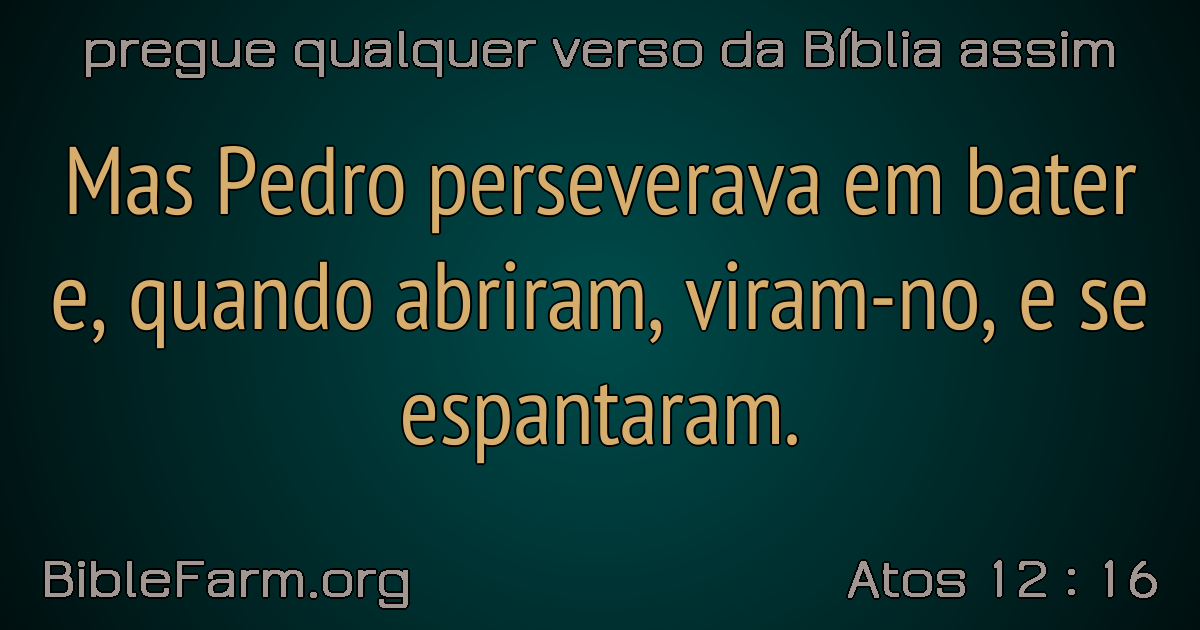 pregue qualquer verso da Bíblia assim
Mas Pedro perseverava em bater
e, quando abriram, viram-no, e se
espantaram.
BibleFarm.org
Atos 12 : 16